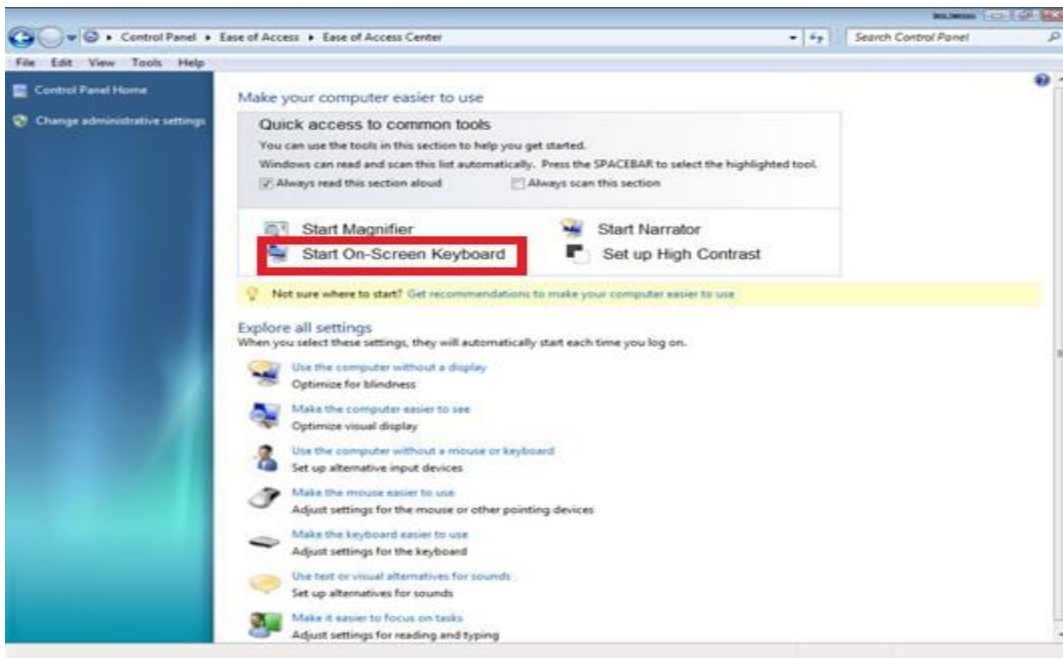 Control Panel ▸ Ease of Access ▸ Ease of Access Center
Search Control Panel
File Edit View Tools Help
Control Panel Home
Change administrative settings
Make your computer easier to use
Quick access to common tools
You can use the tools in this section to help you get started.
Windows can read and scan this list automatically. Press the SPACEBAR to select the highlighted tool.
Always read this section aloud
Always scan this section
Start Magnifier
Start Narrator
Start On-Screen Keyboard
Set up High Contrast
Not sure where to start? Get recommendations to make your computer easier to use
Explore all settings
When you select these settings, they will automatically start each time you log on.
Use the computer without a display
Optimize for blindness
Make the computer easier to see
Optimize visual display
Use the computer without a mouse or keyboard
Set up alternative input devices
Make the mouse easier to use
Adjust settings for the mouse or other pointing devices
Make the keyboard easier to use
Adjust settings for the keyboard
Use text or visual alternatives for sounds
Set up alternatives for sounds
Make it easier to focus on tasks
Adjust settings for reading and typing